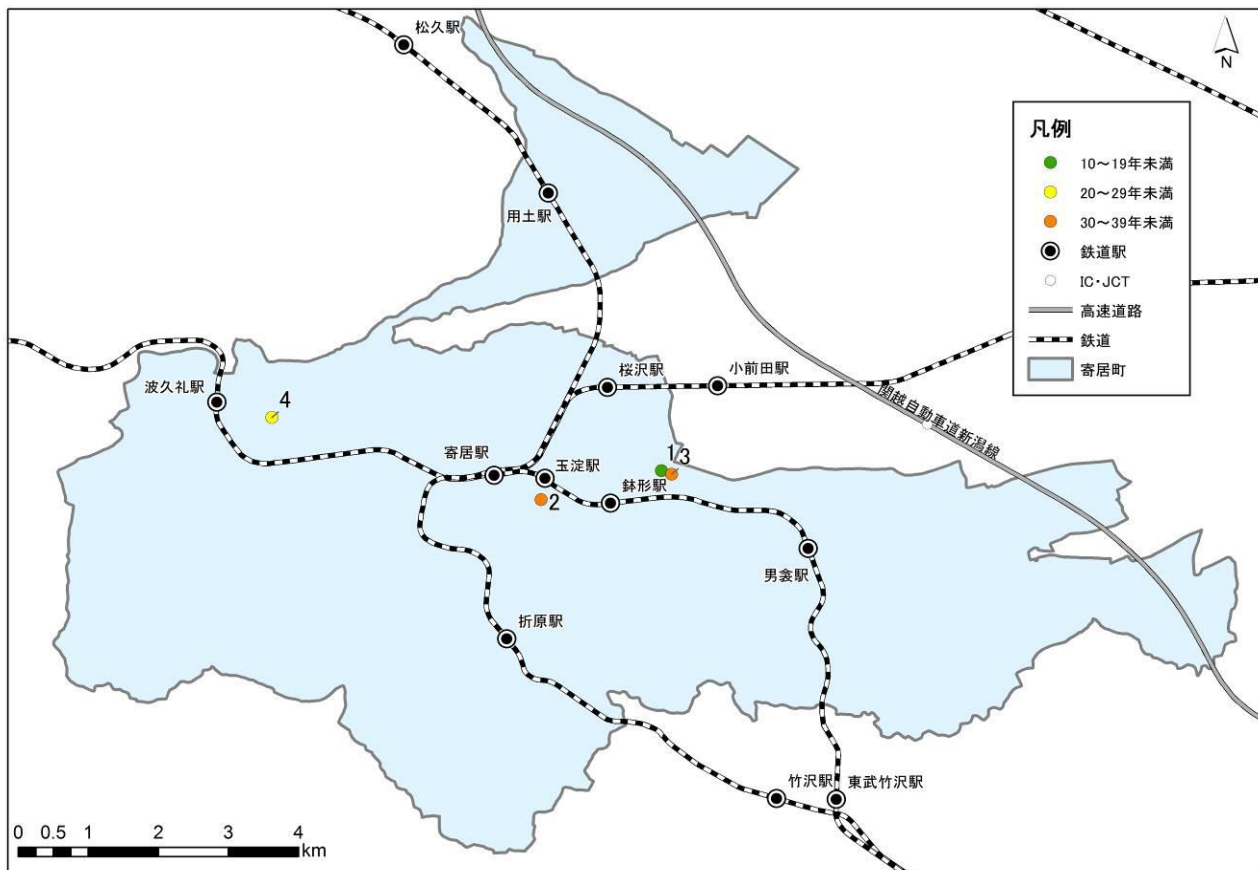 松久駅
N
凡例
10～19年未満
20～29年未満
30～39年未満
鉄道駅
IC・JCT
高速道路
鉄道
寄居町
用土駅
桜沢駅
小前田駅
波久礼駅
4
関越自動車道新潟線
寄居駅
玉淀駅
13
鉢形駅
2
男衾駅
折原駅
竹沢駅
東武竹沢駅
0 0.5 1 2 3 4
km